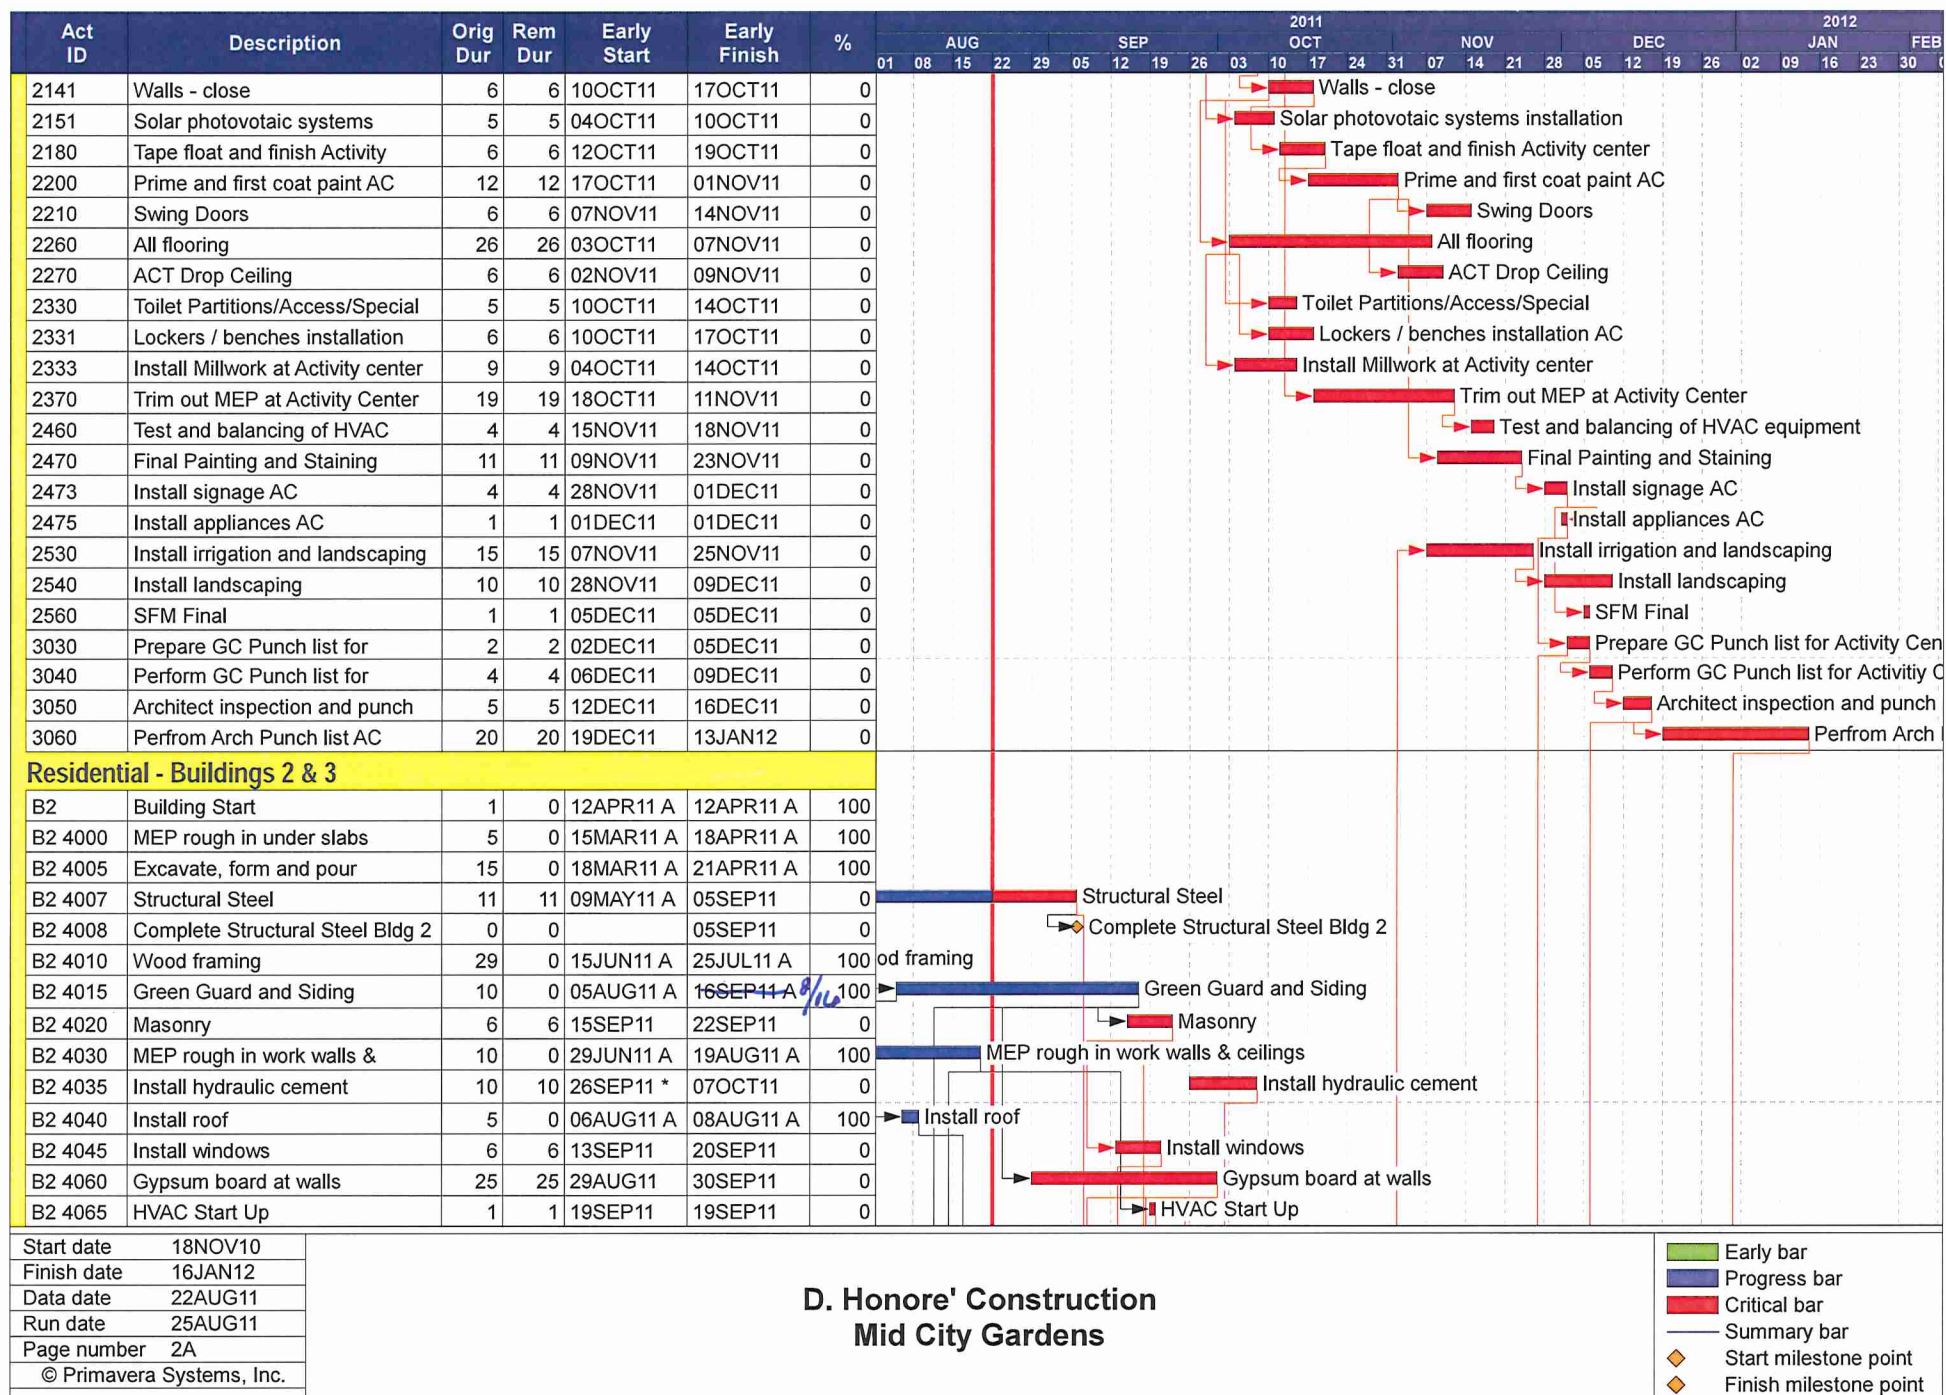 Act ID Description Orig Dur Rem Dur Early Start Early Finish % 2011 2012
AUG SEP OCT NOV DEC JAN FEB
01 08 15 22 29 05 12 19 26 03 10 17 24 31 07 14 21 28 05 12 19 26 02 09 16 23 30
2141 Walls - close 6 6 10OCT11 17OCT11 0 Walls - close
2151 Solar photovotaic systems 5 5 04OCT11 10OCT11 0 Solar photovotaic systems installation
2180 Tape float and finish Activity 6 6 12OCT11 19OCT11 0 Tape float and finish Activity center
2200 Prime and first coat paint AC 12 12 17OCT11 01NOV11 0 Prime and first coat paint AC
2210 Swing Doors 6 6 07NOV11 14NOV11 0 Swing Doors
2260 All flooring 26 26 03OCT11 07NOV11 0 All flooring
2270 ACT Drop Ceiling 6 6 02NOV11 09NOV11 0 ACT Drop Ceiling
2330 Toilet Partitions/Access/Special 5 5 10OCT11 14OCT11 0 Toilet Partitions/Access/Special
2331 Lockers / benches installation 6 6 10OCT11 17OCT11 0 Lockers / benches installation AC
2333 Install Millwork at Activity center 9 9 04OCT11 14OCT11 0 Install Millwork at Activity center
2370 Trim out MEP at Activity Center 19 19 18OCT11 11NOV11 0 Trim out MEP at Activity Center
2460 Test and balancing of HVAC 4 4 15NOV11 18NOV11 0 Test and balancing of HVAC equipment
2470 Final Painting and Staining 11 11 09NOV11 23NOV11 0 Final Painting and Staining
2473 Install signage AC 4 4 28NOV11 01DEC11 0 Install signage AC
2475 Install appliances AC 1 1 01DEC11 01DEC11 0 Install appliances AC
2530 Install irrigation and landscaping 15 15 07NOV11 25NOV11 0 Install irrigation and landscaping
2540 Install landscaping 10 10 28NOV11 09DEC11 0 Install landscaping
2560 SFM Final 1 1 05DEC11 05DEC11 0 SFM Final
3030 Prepare GC Punch list for 2 2 02DEC11 05DEC11 0 Prepare GC Punch list for Activity Cen
3040 Perform GC Punch list for 4 4 06DEC11 09DEC11 0 Perform GC Punch list for Activitiy C
3050 Architect inspection and punch 5 5 12DEC11 16DEC11 0 Architect inspection and punch
3060 Perfrom Arch Punch list AC 20 20 19DEC11 13JAN12 0 Perfrom Arch
Residential - Buildings 2 & 3
B2 Building Start 1 0 12APR11 A 12APR11 A 100
B2 4000 MEP rough in under slabs 5 0 15MAR11 A 18APR11 A 100
B2 4005 Excavate, form and pour 15 0 18MAR11 A 21APR11 A 100
B2 4007 Structural Steel 11 11 09MAY11 A 05SEP11 0 Structural Steel
B2 4008 Complete Structural Steel Bldg 2 0 0 05SEP11 0 Complete Structural Steel Bldg 2
B2 4010 Wood framing 29 0 15JUN11 A 25JUL11 A 100 od framing
B2 4015 Green Guard and Siding 10 0 05AUG11 A 16SEP11 A 8/16 100 Green Guard and Siding
B2 4020 Masonry 6 6 15SEP11 22SEP11 0 Masonry
B2 4030 MEP rough in work walls & 10 0 29JUN11 A 19AUG11 A 100 MEP rough in work walls & ceilings
B2 4035 Install hydraulic cement 10 10 26SEP11 * 07OCT11 0 Install hydraulic cement
B2 4040 Install roof 5 0 06AUG11 A 08AUG11 A 100 Install roof
B2 4045 Install windows 6 6 13SEP11 20SEP11 0 Install windows
B2 4060 Gypsum board at walls 25 25 29AUG11 30SEP11 0 Gypsum board at walls
B2 4065 HVAC Start Up 1 1 19SEP11 19SEP11 0 HVAC Start Up
Start date 18NOV10
Finish date 16JAN12
Data date 22AUG11
Run date 25AUG11
Page number 2A
© Primavera Systems, Inc.
D. Honore' Construction
Mid City Gardens
Early bar
Progress bar
Critical bar
Summary bar
Start milestone point
Finish milestone point